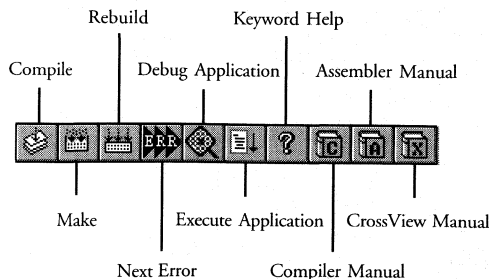 Rebuild
Keyword Help
Compile
Debug Application
Assembler Manual
ERR
?
C
A
X
Make
Execute Application
CrossView Manual
Next Error
Compiler Manual